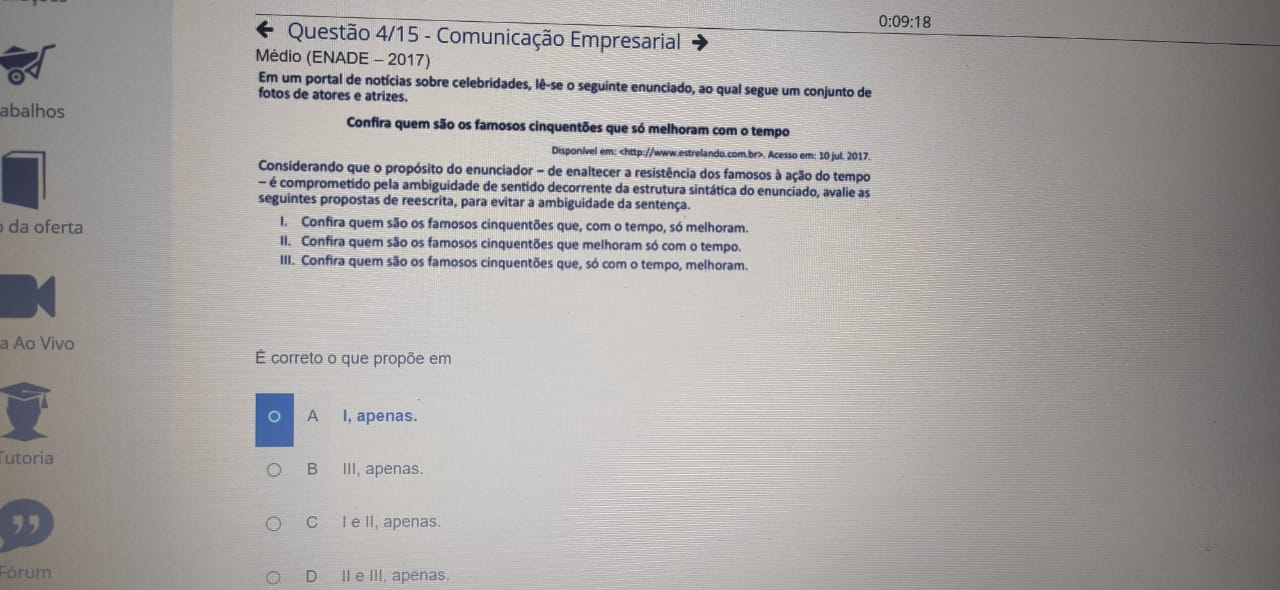 0:09:18
← Questão 4/15 - Comunicação Empresarial →
Médio (ENADE – 2017)
Em um portal de notícias sobre celebridades, lê-se o seguinte enunciado, ao qual segue um conjunto de
fotos de atores e atrizes.
Confira quem são os famosos cinquentões que só melhoram com o tempo
Disponível em: <http://www.estrelando.com.br>. Acesso em: 10 jul. 2017.
Considerando que o propósito do enunciador – de enaltecer a resistência dos famosos à ação do tempo
– é comprometido pela ambiguidade de sentido decorrente da estrutura sintática do enunciado, avalie as
seguintes propostas de reescrita, para evitar a ambiguidade da sentença.
I. Confira quem são os famosos cinquentões que, com o tempo, só melhoram.
II. Confira quem são os famosos cinquentões que melhoram só com o tempo.
III. Confira quem são os famosos cinquentões que, só com o tempo, melhoram.
É correto o que propõe em
A I, apenas.
B III, apenas.
C I e II, apenas.
D II e III, apenas.
abalhos
o da oferta
a Ao Vivo
Tutoria
Fórum